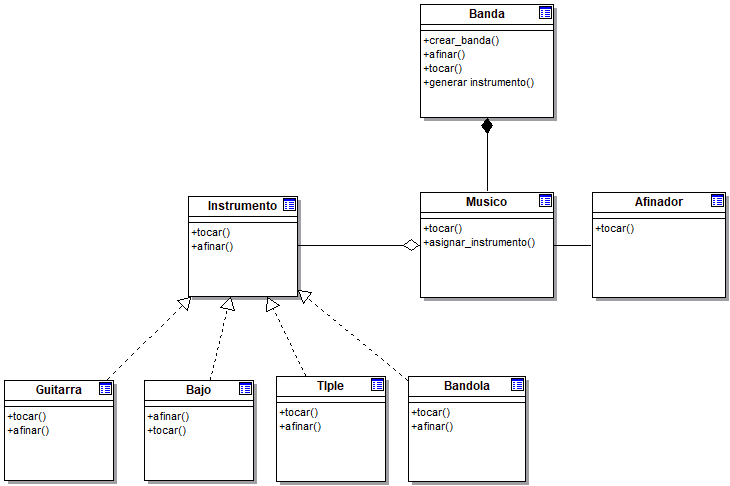 Banda
+crear_banda()
+afinar()
+tocar()
+generar instrumento()
Instrumento
+tocar()
+afinar()
Musico
+tocar()
+asignar_instrumento()
Afinador
+tocar()
Guitarra
+tocar()
+afinar()
Bajo
+afinar()
+tocar()
TIple
+tocar()
+afinar()
Bandola
+tocar()
+afinar()